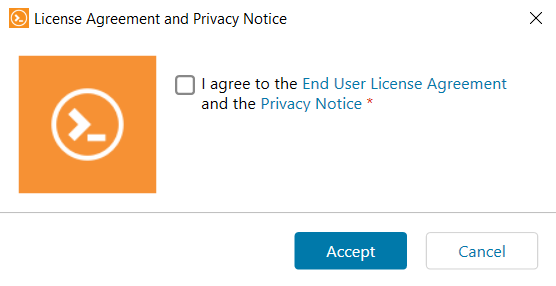 License Agreement and Privacy Notice
I agree to the End User License Agreement
and the Privacy Notice *
Accept
Cancel